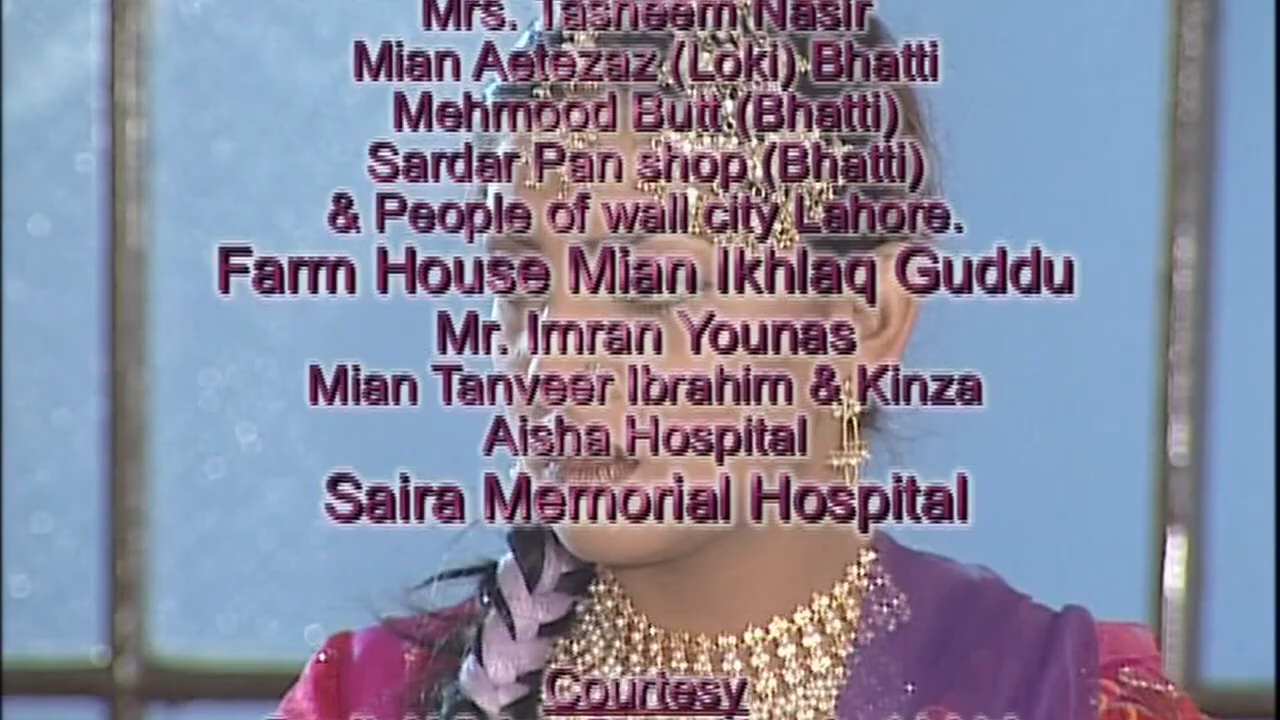 Mrs. Tasheem Nasir
Mian Aetezaz (Loki) Bhatti
Mehmood Butt (Bhatti)
Sardar Pan shop (Bhatti)
& People of wall city Lahore.
Farm House Mian Ikhlaq Guddu
Mr. Imran Younas
Mian Tanveer Ibrahim & Kinza
Aisha Hospital
Saira Memorial Hospital
Courtesy